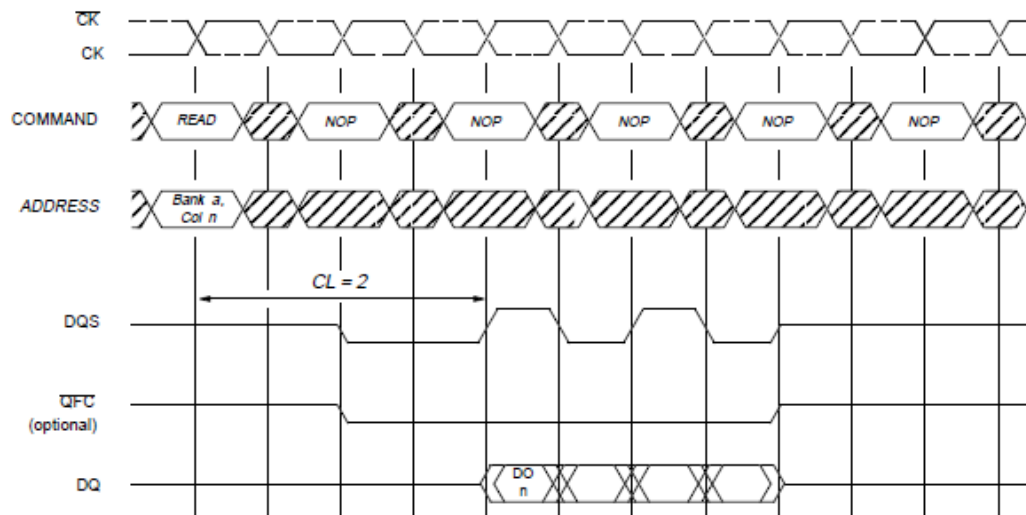 CK
CK
COMMAND
READ
NOP
NOP
NOP
NOP
NOP
ADDRESS
Bank a,
Col n
CL = 2
DQS
QFC
(optional)
DQ
DO
n